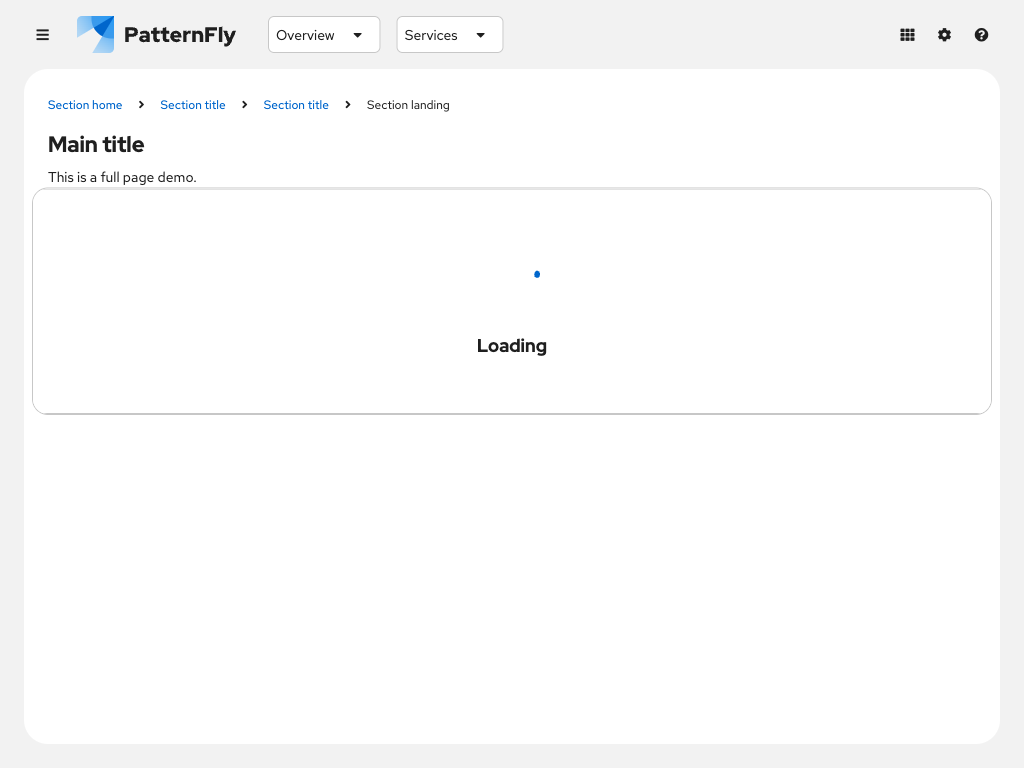 PatternFly Overview Services
Section home Section title Section title Section landing
Main title
This is a full page demo.
Loading